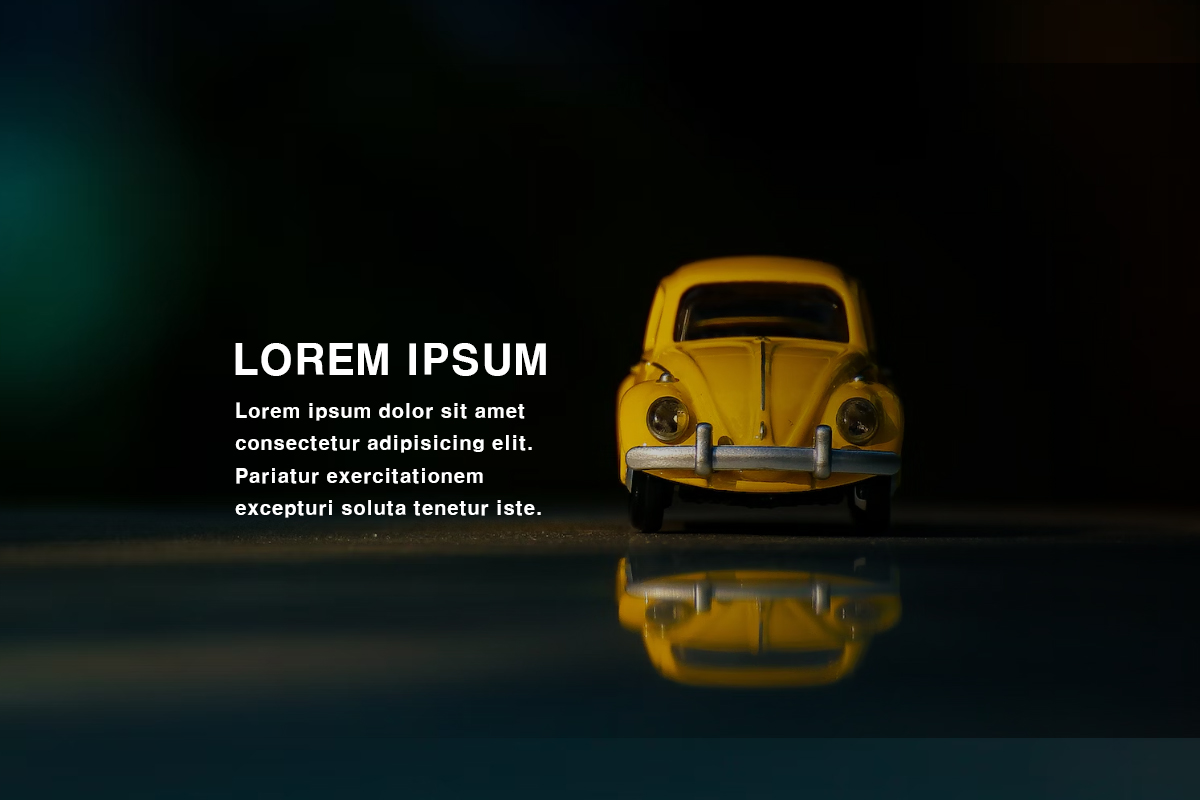 LOREM IPSUM
Lorem ipsum dolor sit amet
consectetur adipisicing elit.
Pariatur exercitationem
excepturi soluta tenetur iste.